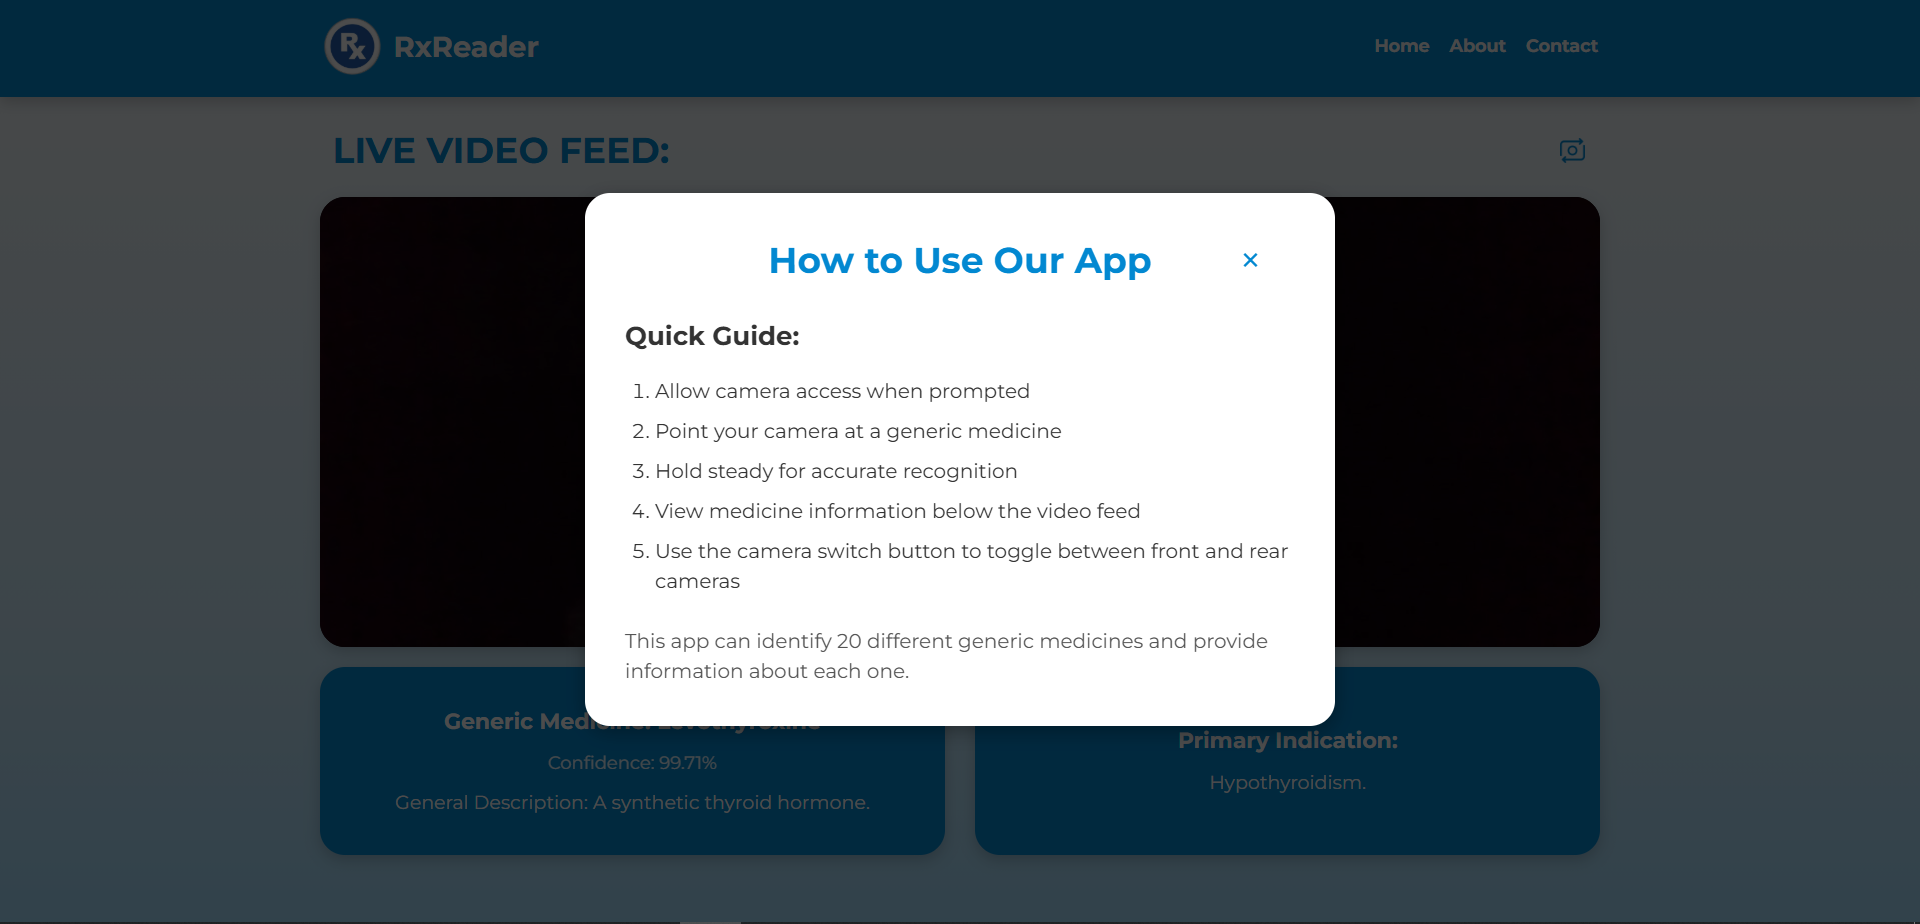 Rx RxReader
Home About Contact
LIVE VIDEO FEED:
How to Use Our App ×
Quick Guide:
1. Allow camera access when prompted
2. Point your camera at a generic medicine
3. Hold steady for accurate recognition
4. View medicine information below the video feed
5. Use the camera switch button to toggle between front and rear
cameras
This app can identify 20 different generic medicines and provide
information about each one.
Generic Medicine: Levothyroxine
Confidence: 99.71%
General Description: A synthetic thyroid hormone.
Primary Indication:
Hypothyroidism.